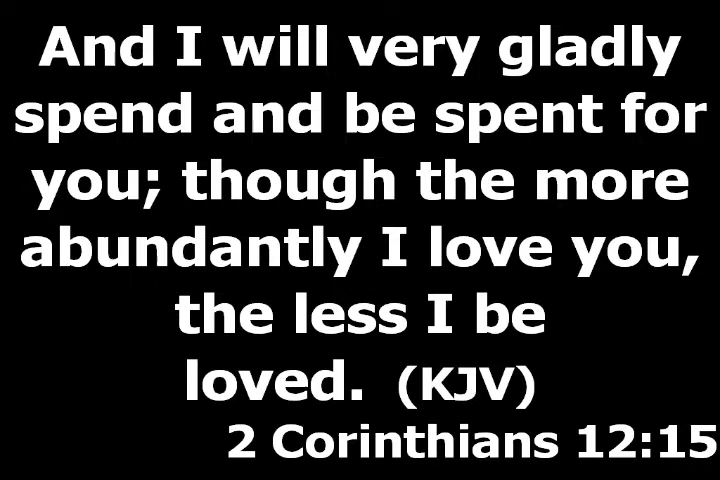 And I will very gladly
spend and be spent for
you; though the more
abundantly I love you,
the less I be
loved. (KJV)
2 Corinthians 12:15